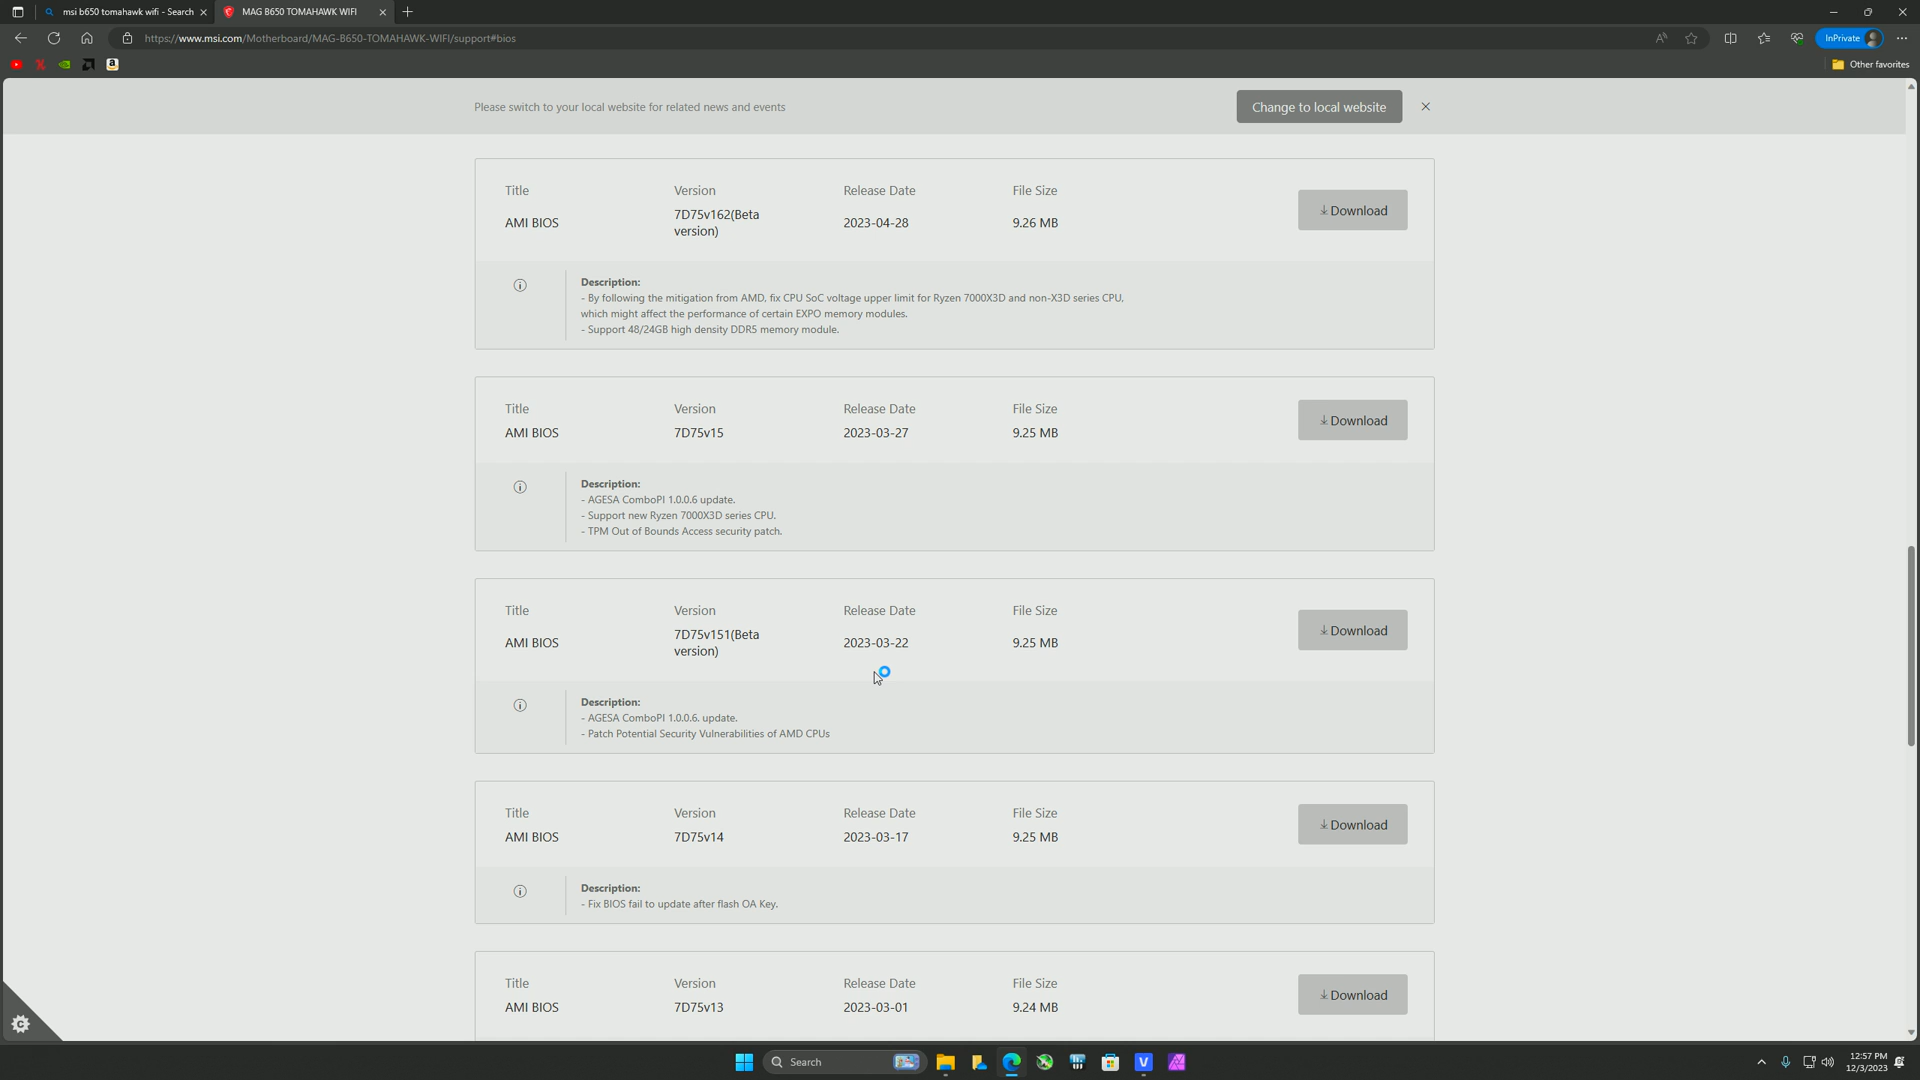 msi b650 tomahawk wifi - Search
MAG B650 TOMAHAWK WIFI
https://www.msi.com/Motherboard/MAG-B650-TOMAHAWK-WIFI/support#bios
InPrivate
Other favorites
Please switch to your local website for related news and events
Change to local website
Title Version Release Date File Size
AMI BIOS 7D75v162(Beta version) 2023-04-28 9.26 MB
Download
Description:
- By following the mitigation from AMD, fix CPU SoC voltage upper limit for Ryzen 7000X3D and non-X3D series CPU,
which might affect the performance of certain EXPO memory modules.
- Support 48/24GB high density DDR5 memory module.
Title Version Release Date File Size
AMI BIOS 7D75v15 2023-03-27 9.25 MB
Download
Description:
- AGESA ComboPI 1.0.0.6 update.
- Support new Ryzen 7000X3D series CPU.
- TPM Out of Bounds Access security patch.
Title Version Release Date File Size
AMI BIOS 7D75v151(Beta version) 2023-03-22 9.25 MB
Download
Description:
- AGESA ComboPI 1.0.0.6. update.
- Patch Potential Security Vulnerabilities of AMD CPUs
Title Version Release Date File Size
AMI BIOS 7D75v14 2023-03-17 9.25 MB
Download
Description:
- Fix BIOS fail to update after flash OA Key.
Title Version Release Date File Size
AMI BIOS 7D75v13 2023-03-01 9.24 MB
Download
Search
12:57 PM
12/3/2023